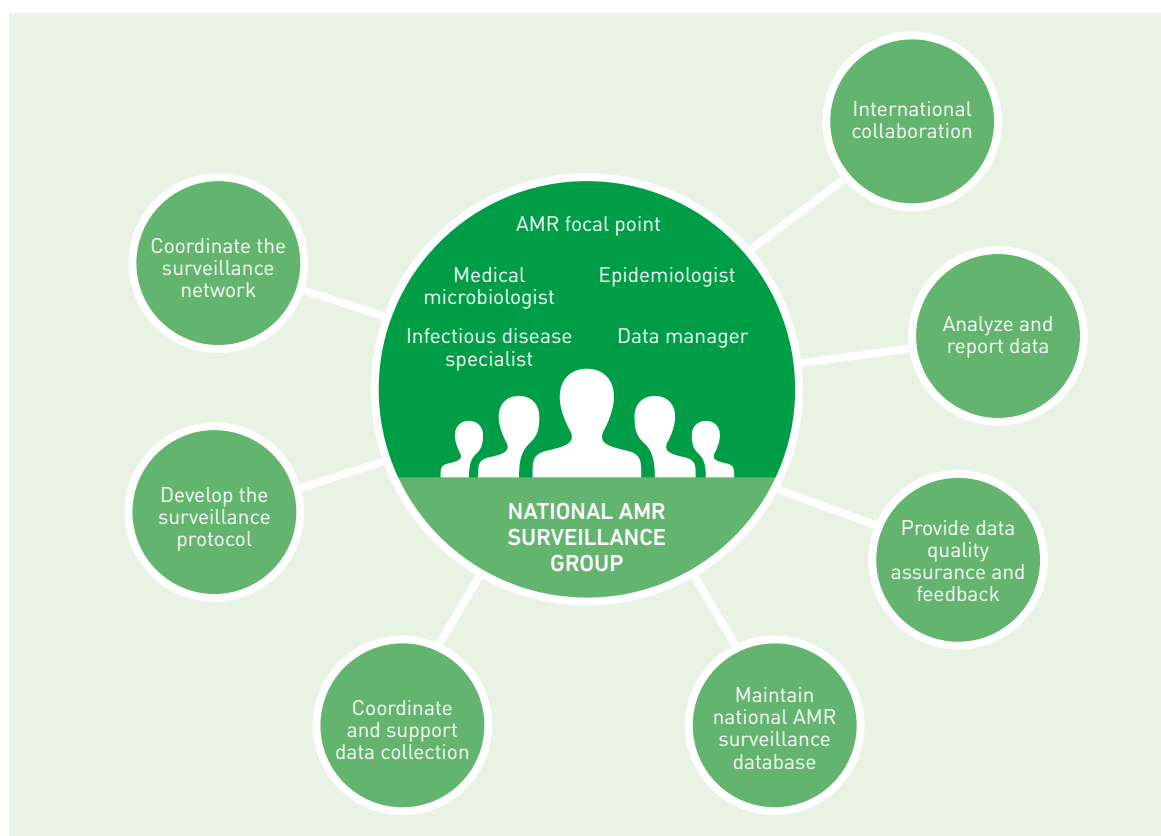 International
collaboration
AMR focal point
Coordinate the
surveillance
network
Medical
microbiologist
Epidemiologist
Infectious disease
specialist
Data manager
Analyze and
report data
Develop the
surveillance
protocol
NATIONAL AMR
SURVEILLANCE
GROUP
Provide data
quality
assurance and
feedback
Coordinate
and support
data collection
Maintain
national AMR
surveillance
database